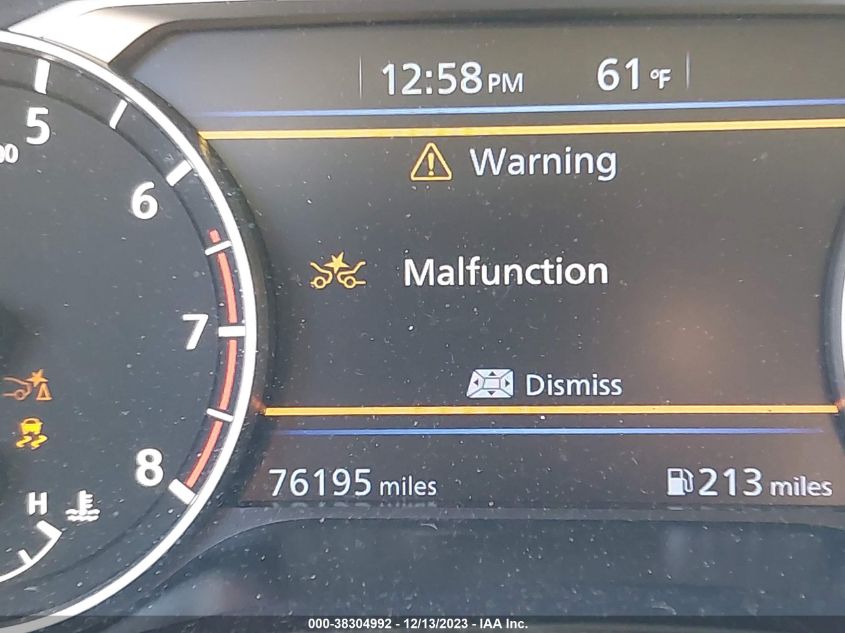 12:58 PM 61 °F
5
00
Warning
6
Malfunction
7
Dismiss
8
76195 miles 213 miles
H
000-38304992 - 12/13/2023 - IAA Inc.